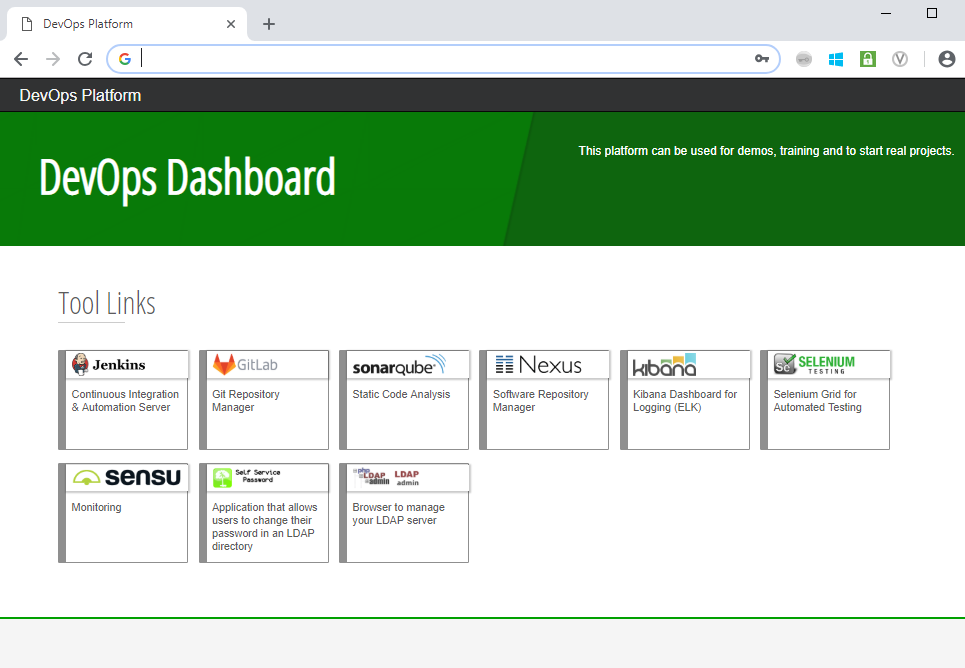 DevOps Platform
DevOps Platform
DevOps Dashboard
This platform can be used for demos, training and to start real projects.
Tool Links
Jenkins
Continuous Integration
& Automation Server
GitLab
Git Repository
Manager
sonarqube
Static Code Analysis
Nexus
Software Repository
Manager
kibana
Kibana Dashboard for
Logging (ELK)
Se
SELENIUM
TESTING
Selenium Grid for
Automated Testing
sensu
Monitoring
Self Service
Password
Application that allows
users to change their
password in an LDAP
directory
php
LDAP
admin
LDAP
admin
Browser to manage
your LDAP server